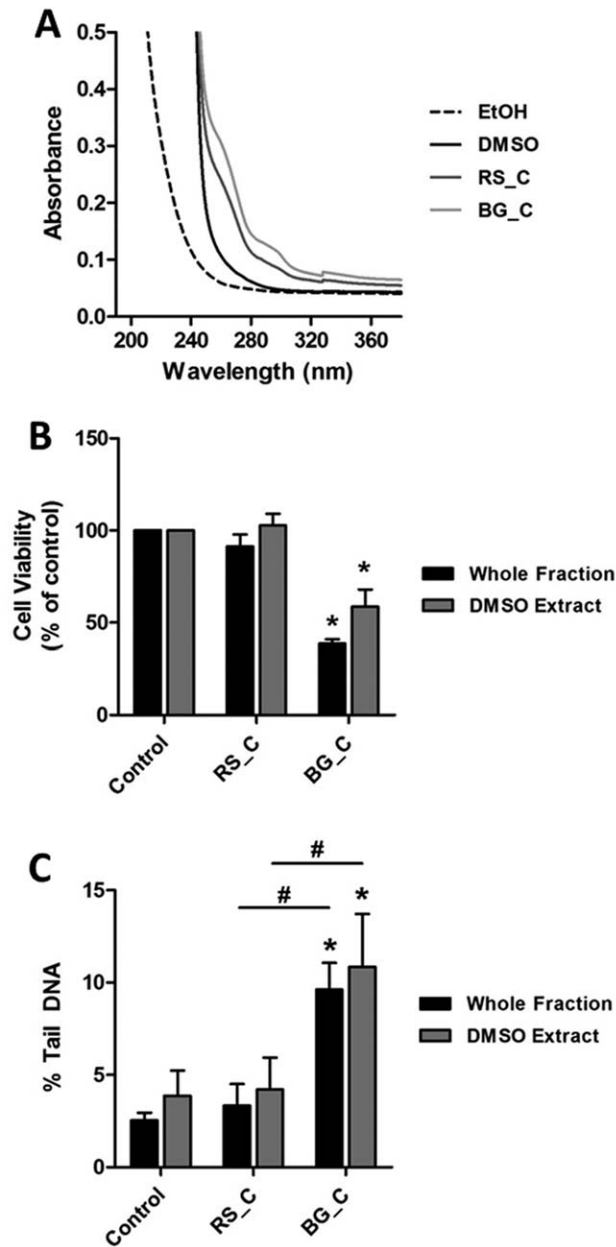 A
0.5
0.4
0.3
0.2
0.1
0.0
Absorbance
200 240 280 320 360
Wavelength (nm)
EtOH
DMSO
RS_C
BG_C
B
150
100
50
0
Cell Viability
(% of control)
* *
Control RS_C BG_C
Whole Fraction
DMSO Extract
C
15
10
5
0
% Tail DNA
#
#
* *
Control RS_C BG_C
Whole Fraction
DMSO Extract